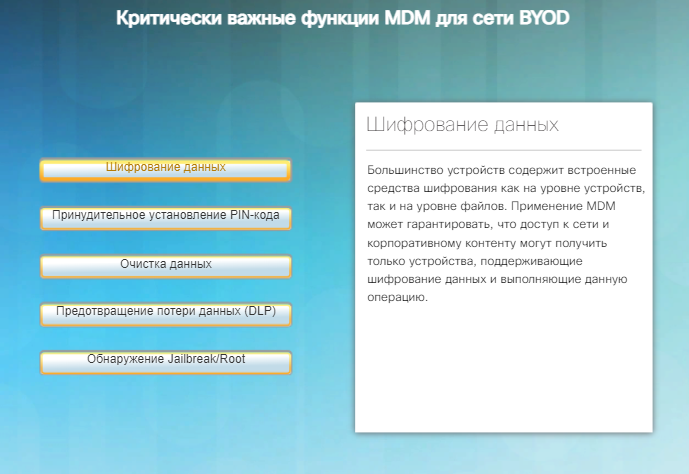 Критически важные функции MDM для сети BYOD
Шифрование данных
Принудительное установление PIN-кода
Очистка данных
Предотвращение потери данных (DLP)
Обнаружение Jailbreak/Root
Шифрование данных
Большинство устройств содержит встроенные
средства шифрования как на уровне устройств,
так и на уровне файлов. Применение MDM
может гарантировать, что доступ к сети и
корпоративному контенту могут получить
только устройства, поддерживающие
шифрование данных и выполняющие данную
операцию.